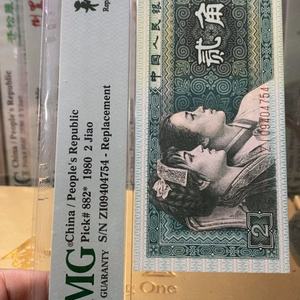 China / People's Republic
Pick# 882* 1980 2 Jiao
S/N ZI09404754 - Replacement
MG
GUARANTY
中国人民银
贰角
ZI09404754
2
One